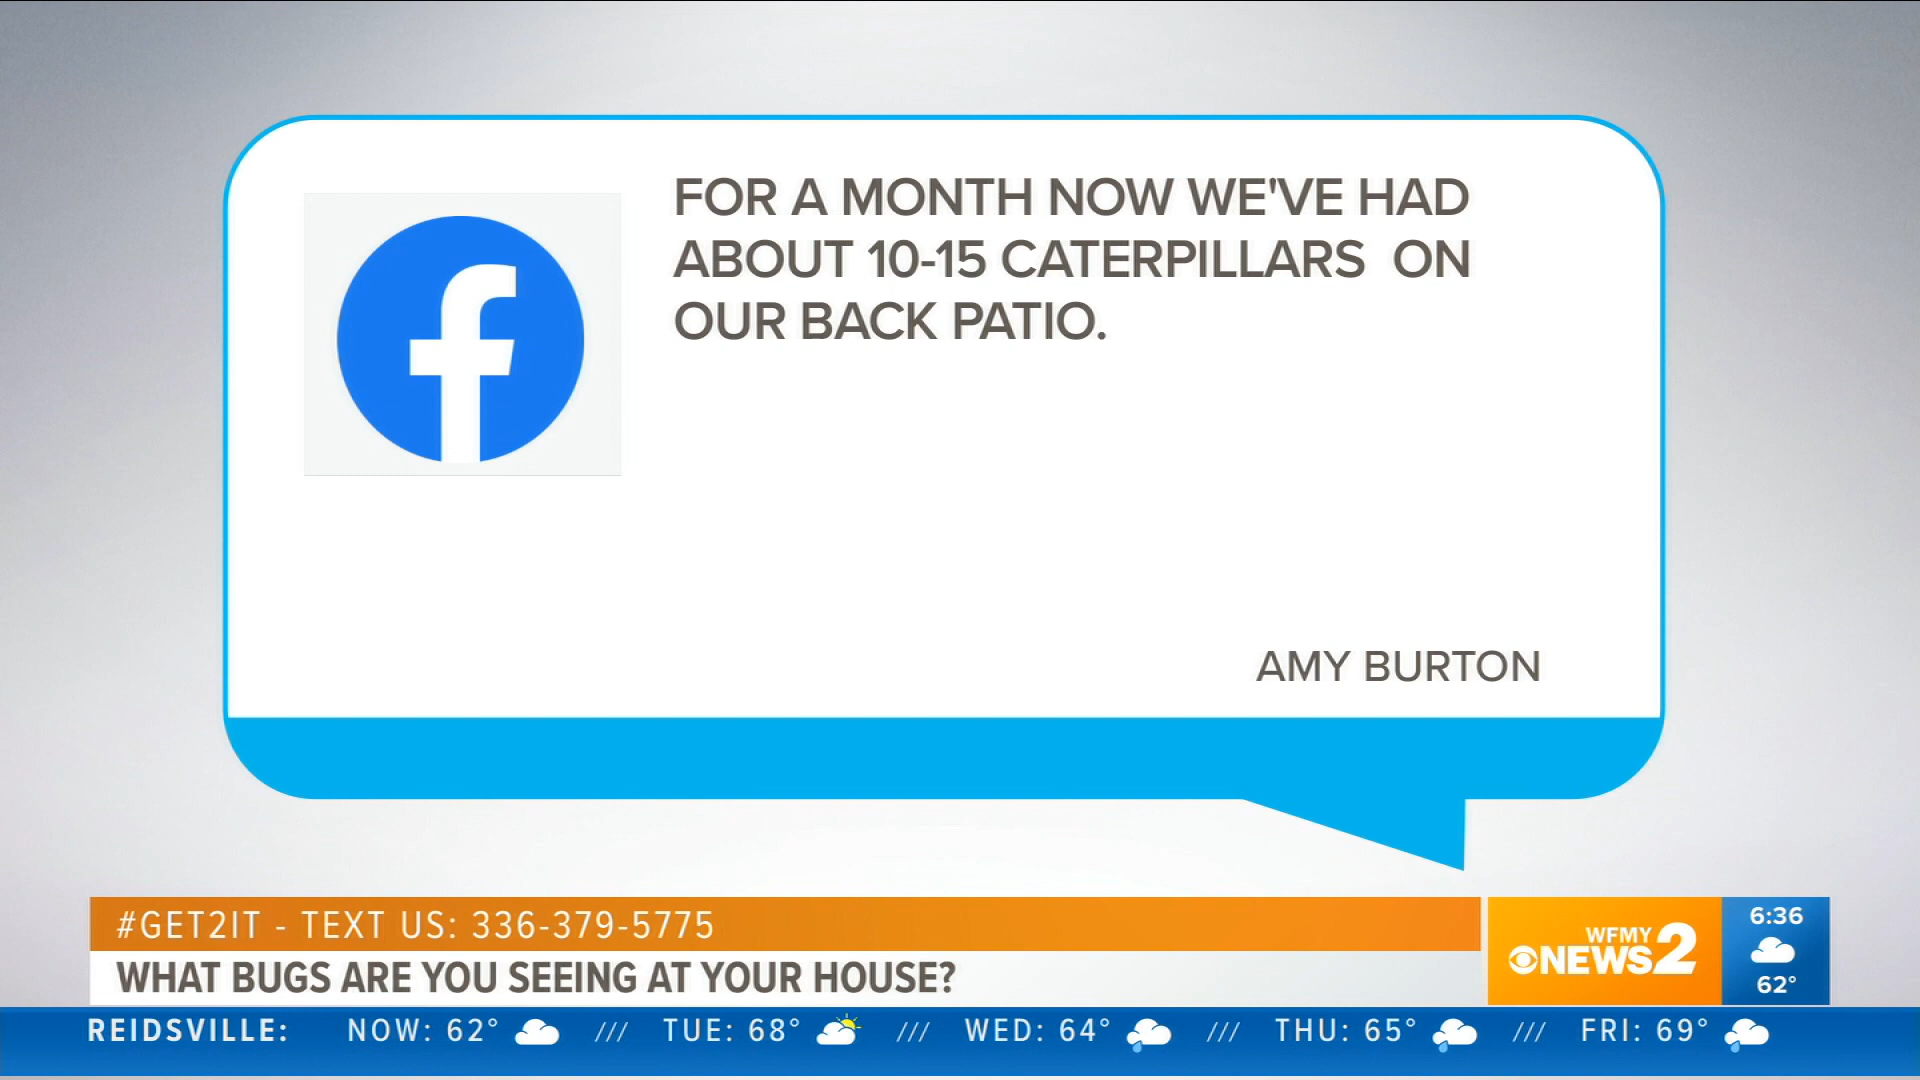 FOR A MONTH NOW WE'VE HAD
ABOUT 10-15 CATERPILLARS  ON
OUR BACK PATIO.
AMY BURTON
#GET2IT - TEXT US: 336-379-5775
WHAT BUGS ARE YOU SEEING AT YOUR HOUSE?
WFMY
NEWS 2
6:36
62°
REIDSVILLE: NOW: 62° /// TUE: 68° /// WED: 64° /// THU: 65° /// FRI: 69°